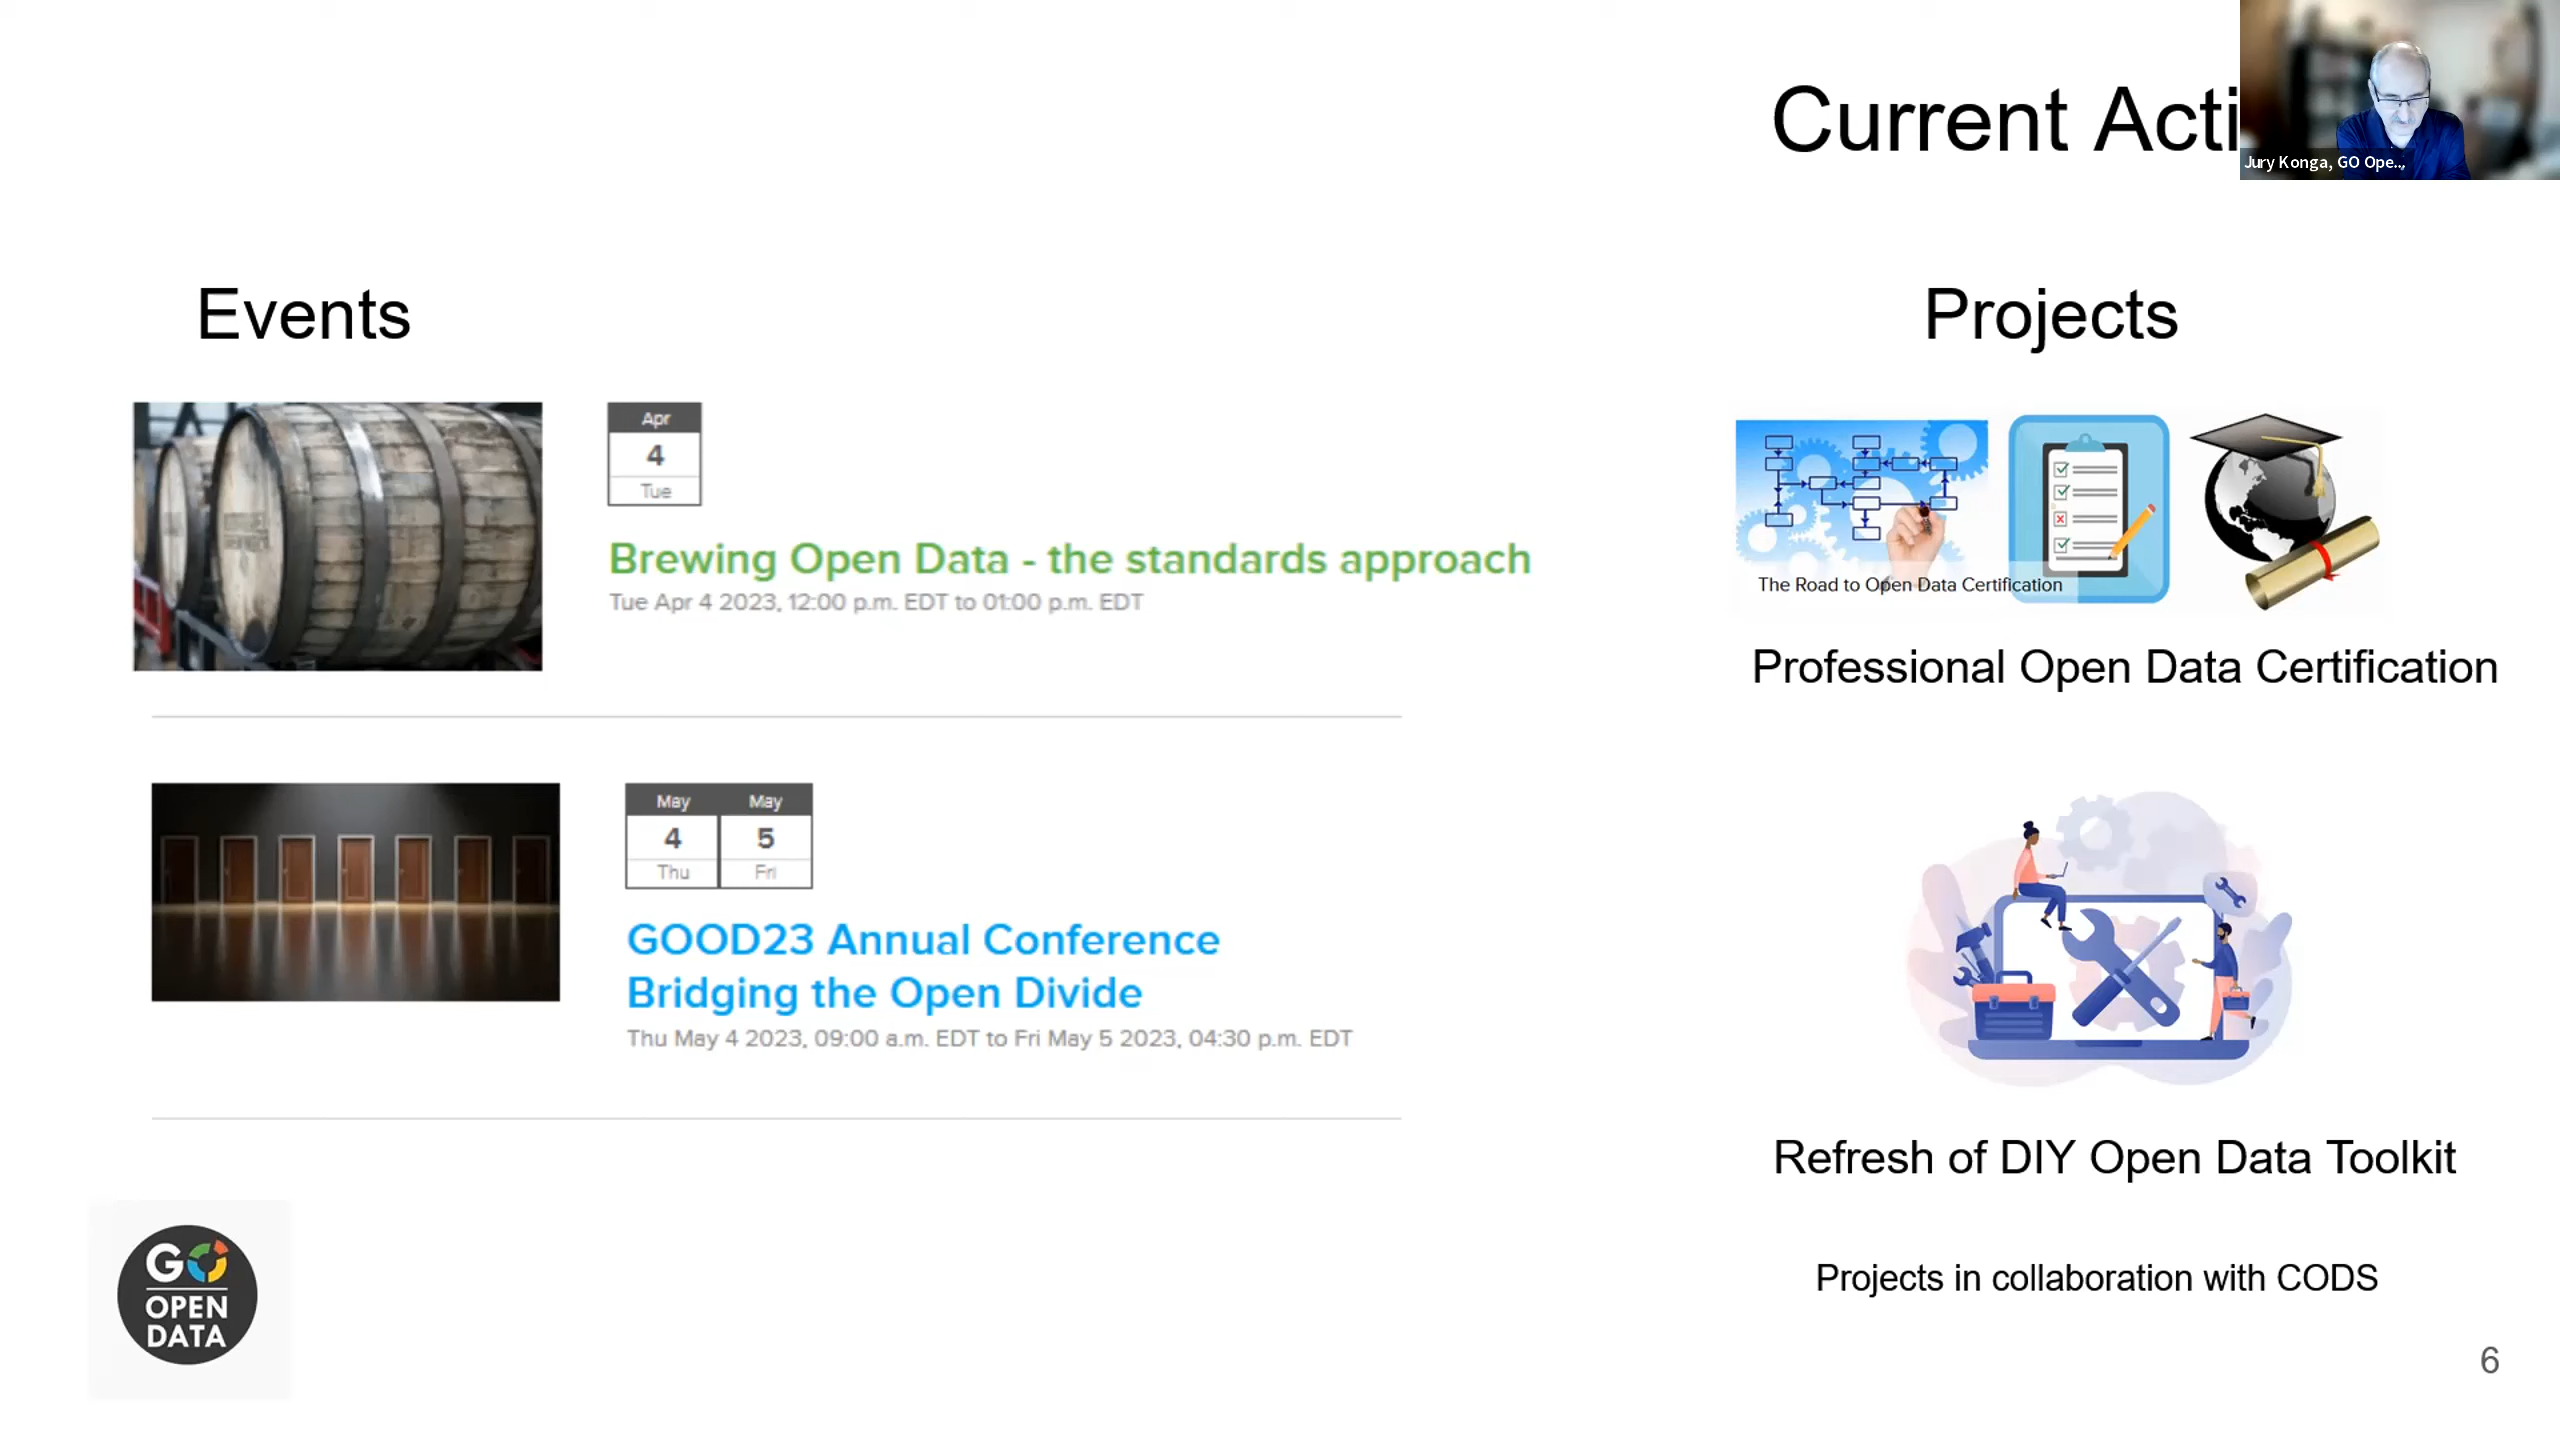 Current Acti
Jury Konga, GO Ope...
Events
Projects
Apr
4
Tue
Brewing Open Data - the standards approach
Tue Apr 4 2023, 12:00 p.m. EDT to 01:00 p.m. EDT
The Road to Open Data Certification
Professional Open Data Certification
May May
4 5
Thu Fri
GOOD23 Annual Conference
Bridging the Open Divide
Thu May 4 2023, 09:00 a.m. EDT to Fri May 5 2023, 04:30 p.m. EDT
Refresh of DIY Open Data Toolkit
Projects in collaboration with CODS
GO
OPEN
DATA
6